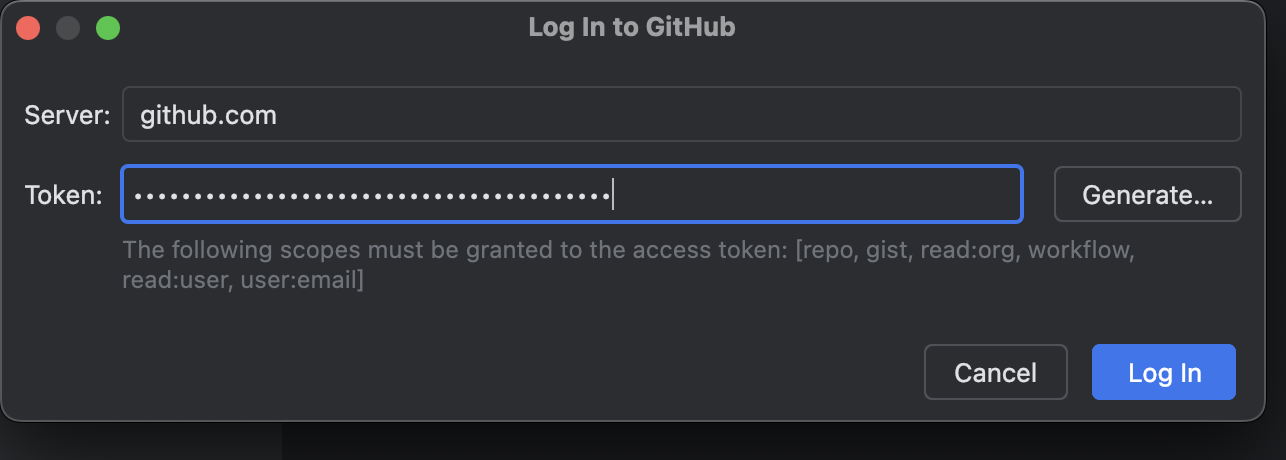 Log In to GitHub
Server: github.com
Token: ••••••••••••••••••••••••••••••••••••••••
Generate...
The following scopes must be granted to the access token: [repo, gist, read:org, workflow,
read:user, user:email]
Cancel
Log In